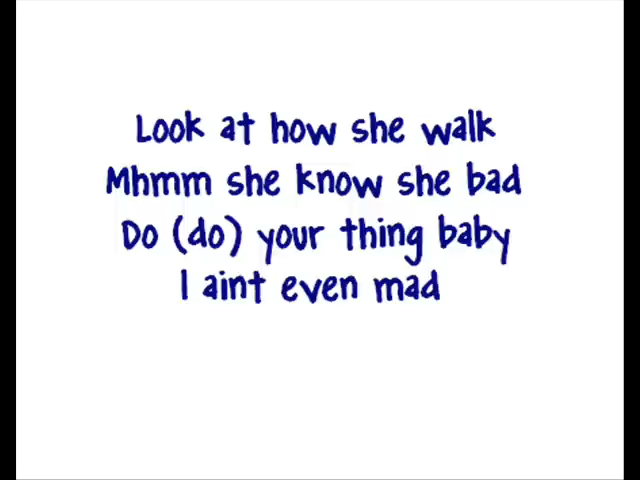 Look at how she walk
Mhmm she know she bad
Do (do) your thing baby
I aint even mad